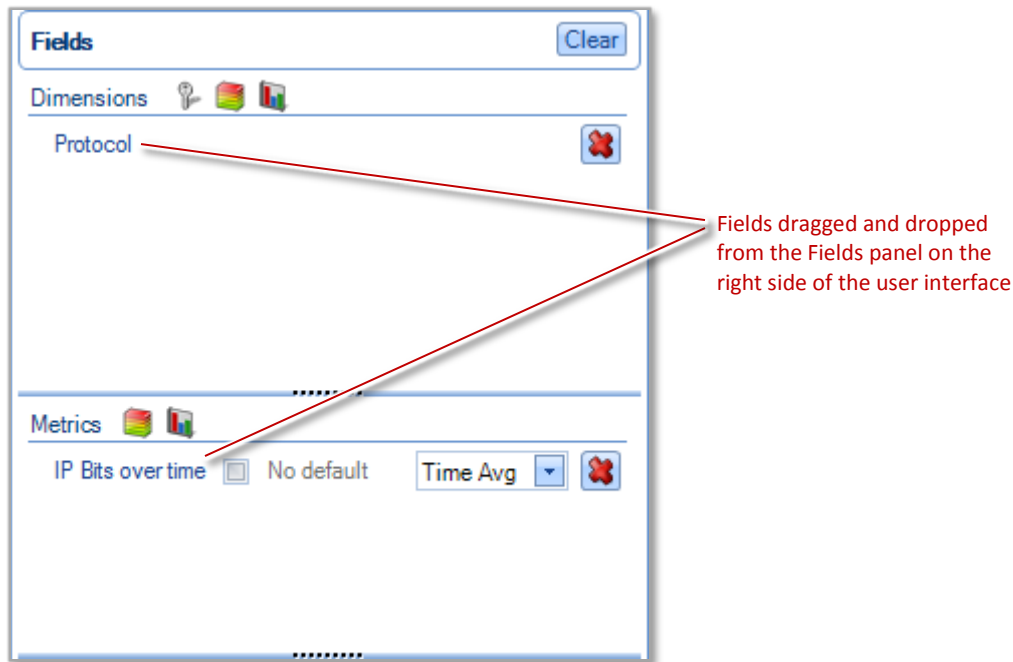 Fields Clear
Dimensions
Protocol
Fields dragged and dropped
from the Fields panel on the
right side of the user interface
Metrics
IP Bits over time No default Time Avg